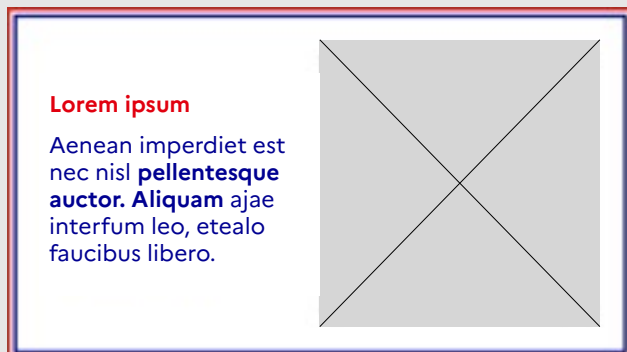 Lorem ipsum
Aenean imperdiet est
nec nisl pellentesque
auctor. Aliquam ajae
interfum leo, etealo
faucibus libero.